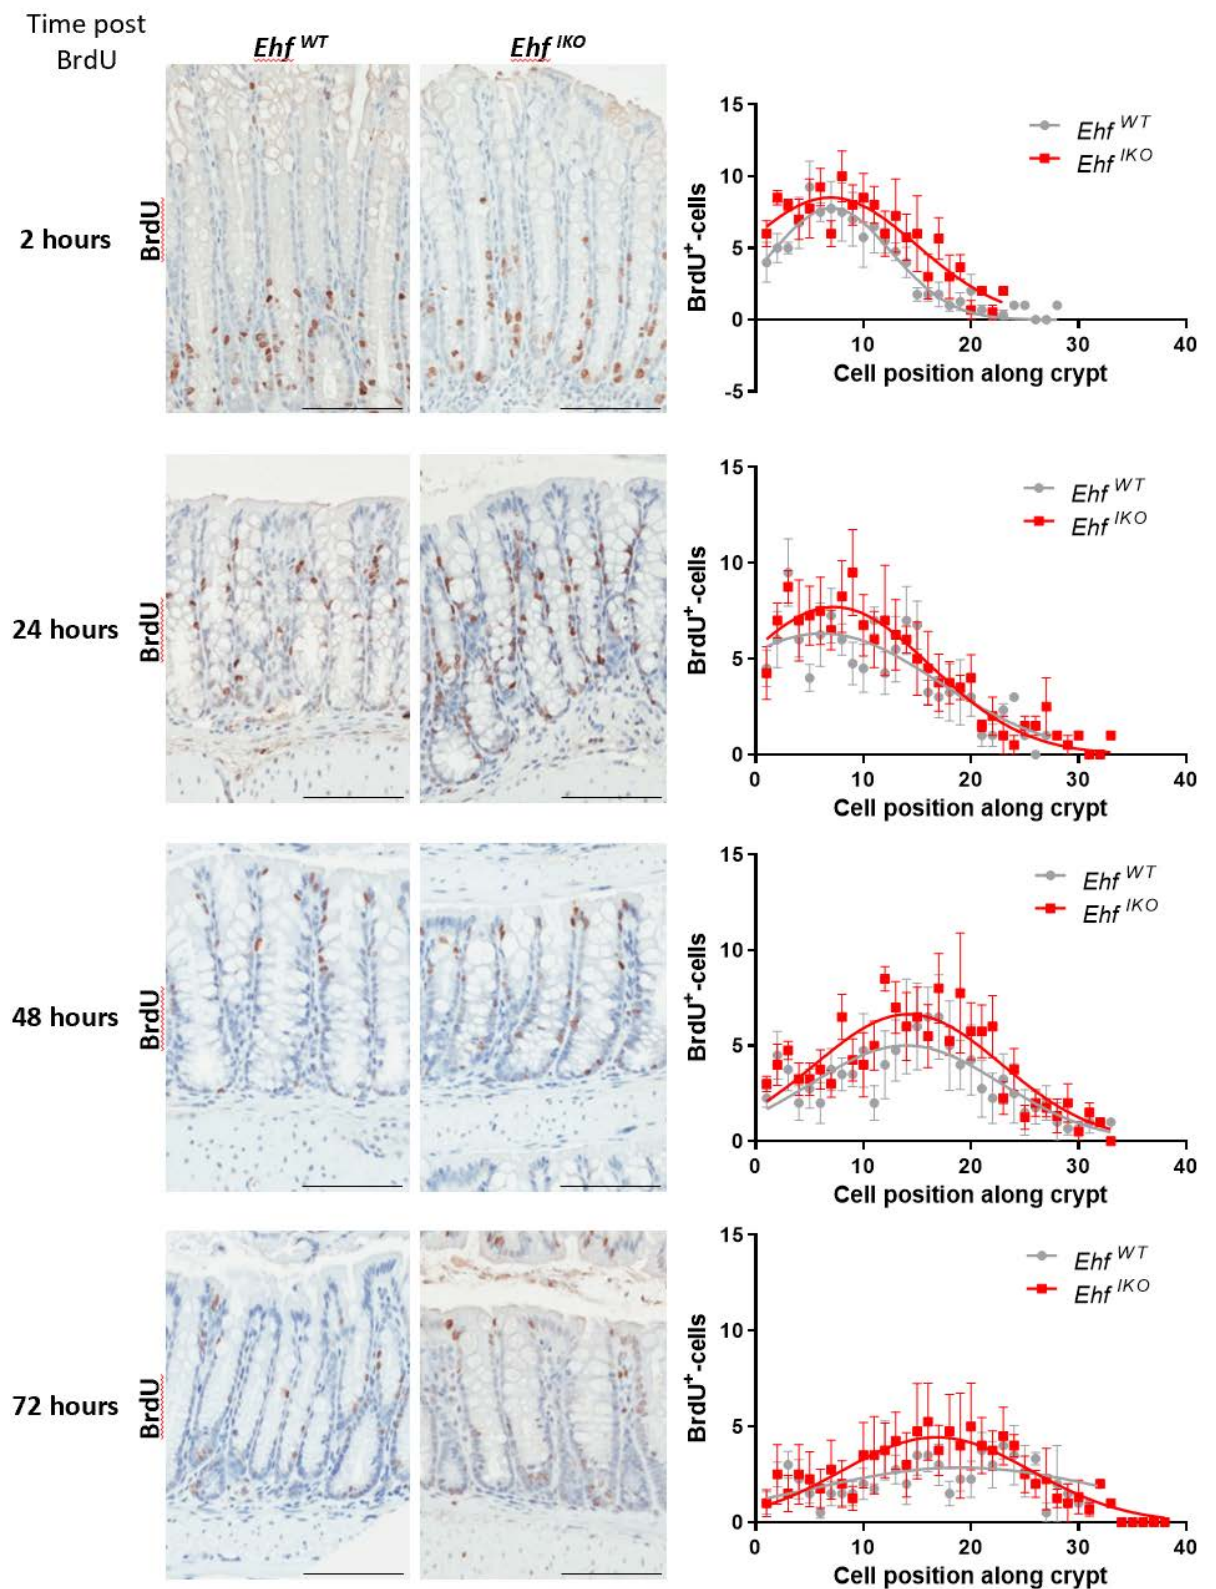 Time post
BrdU
Ehf WT
Ehf IKO
2 hours
BrdU
15
10
5
0
-5
BrdU+-cells
Ehf WT
Ehf IKO
10
20
30
40
Cell position along crypt
24 hours
BrdU
15
10
5
0
BrdU+-cells
Ehf WT
Ehf IKO
0
10
20
30
40
Cell position along crypt
48 hours
BrdU
15
10
5
0
BrdU+-cells
Ehf WT
Ehf IKO
0
10
20
30
40
Cell position along crypt
72 hours
BrdU
15
10
5
0
BrdU+-cells
Ehf WT
Ehf IKO
0
10
20
30
40
Cell position along crypt